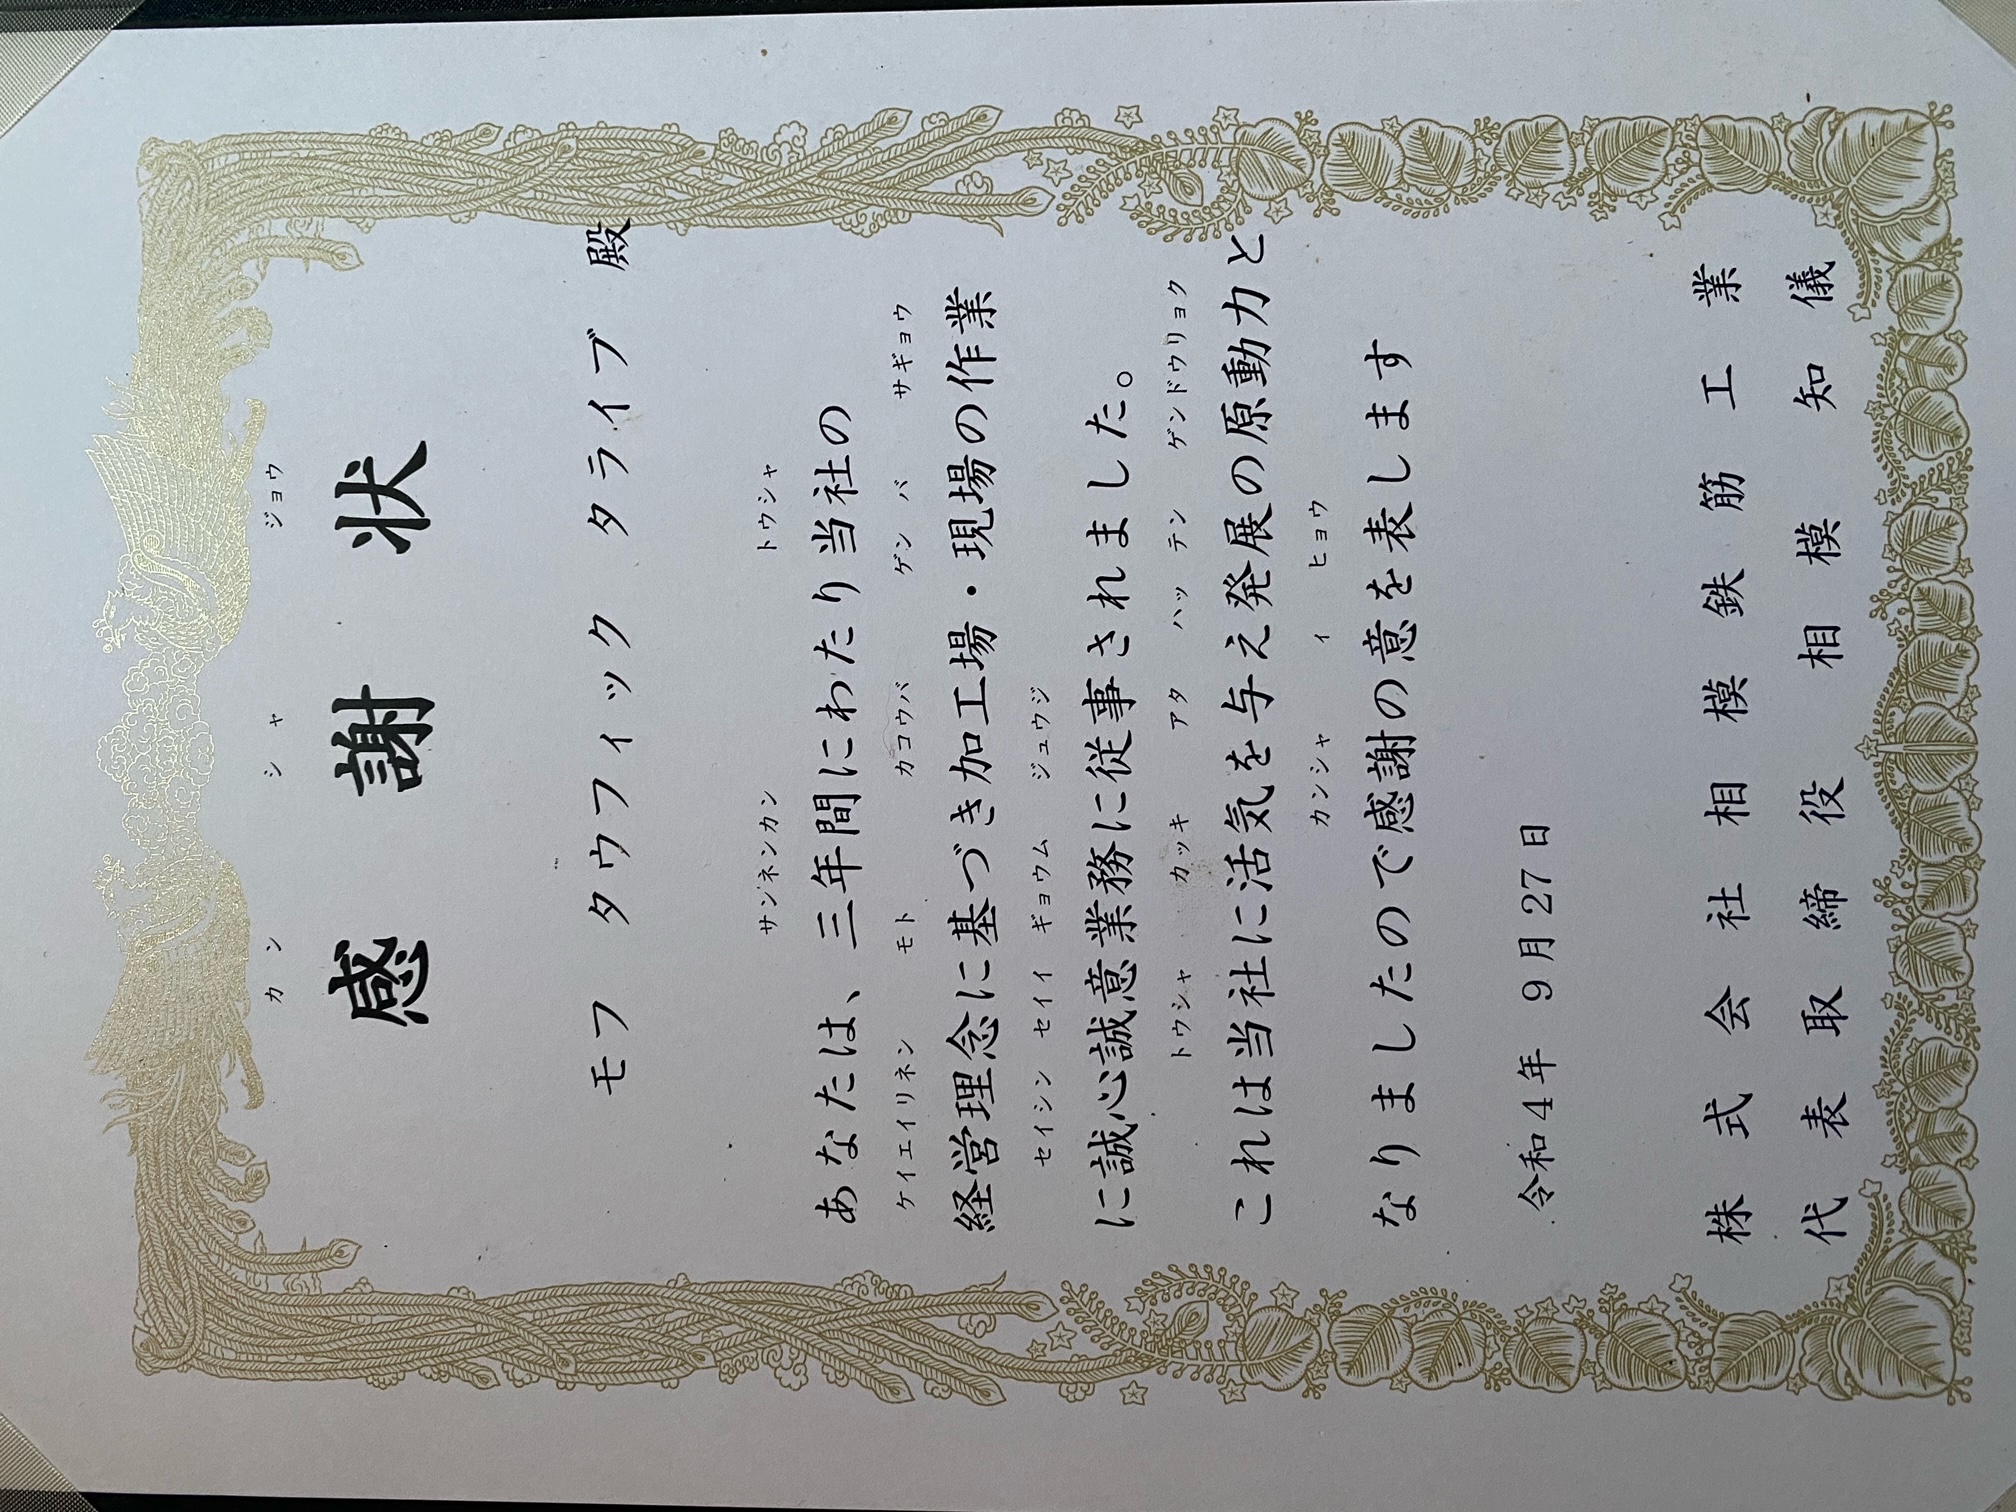 カン シャ ジョウ
感謝状
モフ タウフィック タライブ 殿
サンネンカン トウシャ
あなたは、三年間にわたり当社の
ケイエイリネン モト カコウバ ゲン バ サギョウ
経営理念に基づき加工場・現場の作業
セイシン セイイ ギョウム ジュウジ
に誠心誠意業務に従事されました。
トウシャ カッキ アタ ハッ テン ゲンドウリョク
これは当社に活気を与え発展の原動力と
カンシャ ィ ヒョウ
なりましたので感謝の意を表します
令和4年 9月27日
株式会社相模鉄筋工業
代表取締役 相模 知儀